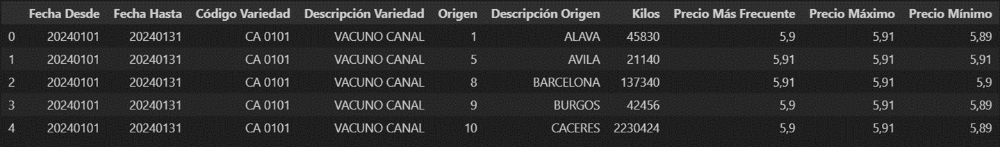 Fecha Desde Fecha Hasta Código Variedad Descripción Variedad Origen Descripción Origen Kilos Precio Más Frecuente Precio Máximo Precio Mínimo
0 20240101 20240131 CA 0101 VACUNO CANAL 1 ALAVA 45830 5,9 5,91 5,89
1 20240101 20240131 CA 0101 VACUNO CANAL 5 AVILA 21140 5,91 5,91 5,91
2 20240101 20240131 CA 0101 VACUNO CANAL 8 BARCELONA 137340 5,91 5,91 5,9
3 20240101 20240131 CA 0101 VACUNO CANAL 9 BURGOS 42456 5,9 5,91 5,89
4 20240101 20240131 CA 0101 VACUNO CANAL 10 CACERES 2230424 5,9 5,91 5,89